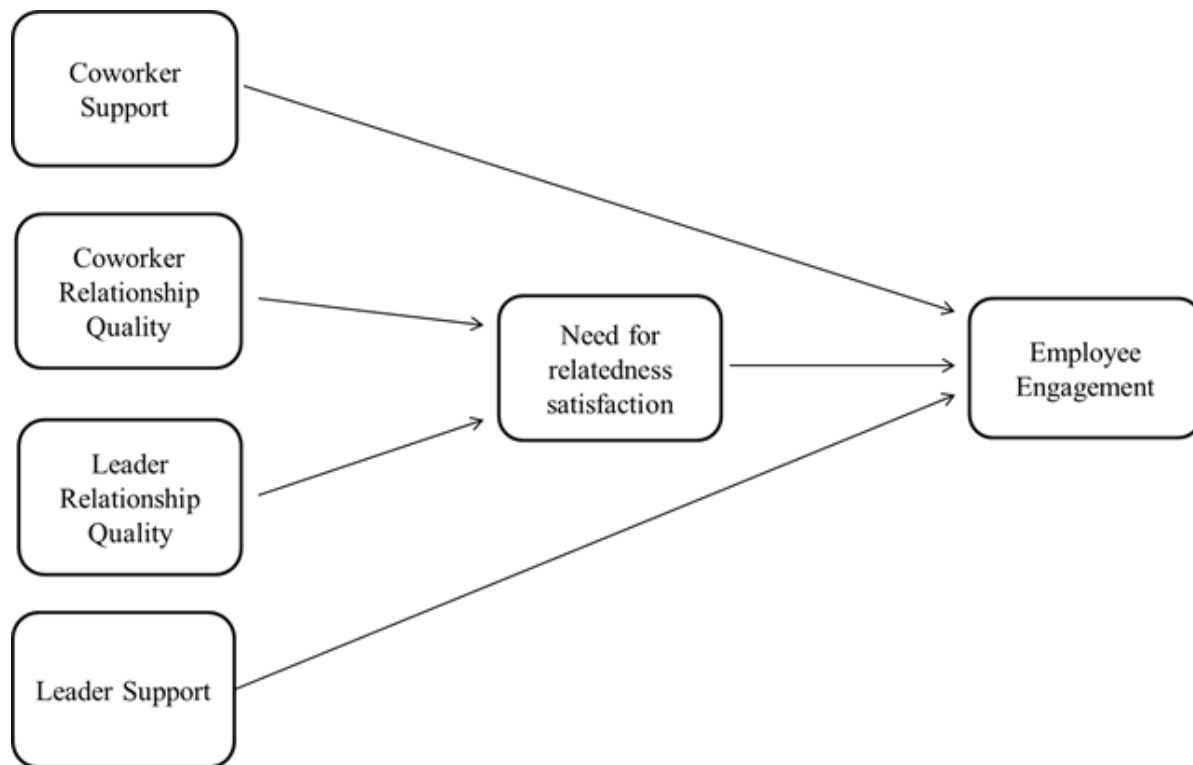 Coworker
Support
Coworker
Relationship
Quality
Need for
relatedness
satisfaction
Employee
Engagement
Leader
Relationship
Quality
Leader Support